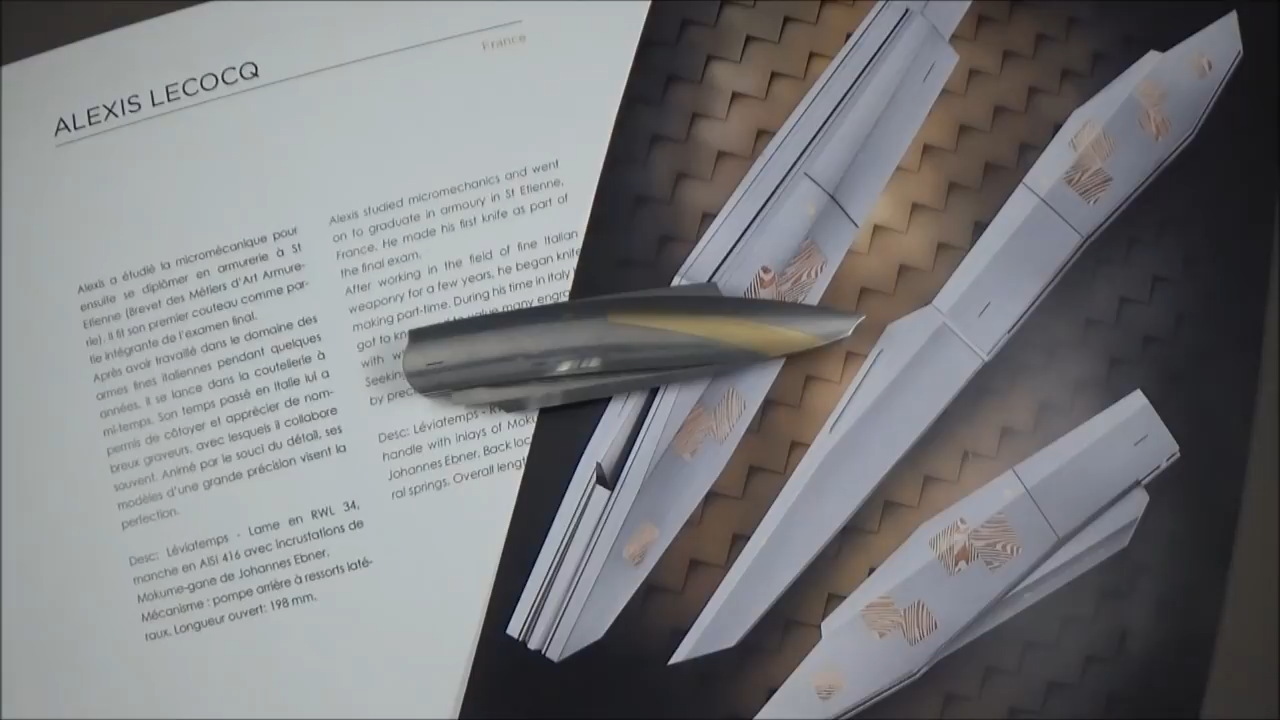 France
ALEXIS LECOCQ
Alexis a étudié la micromécanique pour
ensuite se diplômer en armurerie à St
Etienne (Brevet des Métiers d'Art Armure-
rie). Il fit son premier couteau comme par-
tie intégrante de l'examen final.
Après avoir travaillé dans le domaine des
armes fines italiennes pendant quelques
années, il se lance dans la coutellerie à
mi-temps. Son temps passé en Italie lui a
permis de côtoyer et apprécier de nom-
breux graveurs, avec lesquels il collabore
souvent. Animé par le souci du détail, ses
modèles d'une grande précision visent la
perfection.
Desc: Léviatemps - Lame en RWL 34,
manche en AISI 416 avec incrustations de
Mokume-gane de Johannes Ebner.
Mécanisme : pompe arrière à ressorts laté-
raux. Longueur ouvert: 198 mm.
Alexis studied micromechanics and went
on to graduate in armoury in St Etienne,
France. He made his first knife as part of
the final exam.
After working in the field of fine Italian
weaponry for a few years, he began knife
making part-time. During his time in Italy
got to value many
with
Seeking
by
Desc: Léviatemps -
handle with inlays of
Johannes Ebner. Back
ral springs. Overall